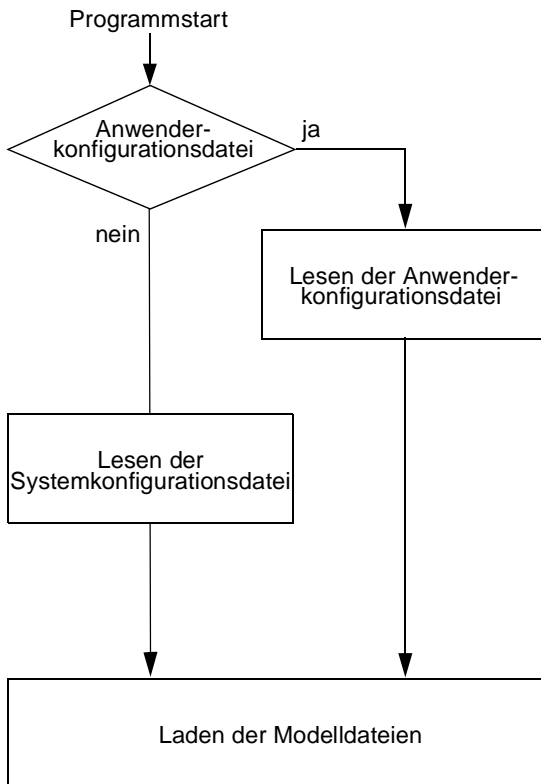 Programmstart
Anwender-
konfigurationsdatei
ja
nein
Lesen der Anwender-
konfigurationsdatei
Lesen der
Systemkonfigurationsdatei
Laden der Modelldateien